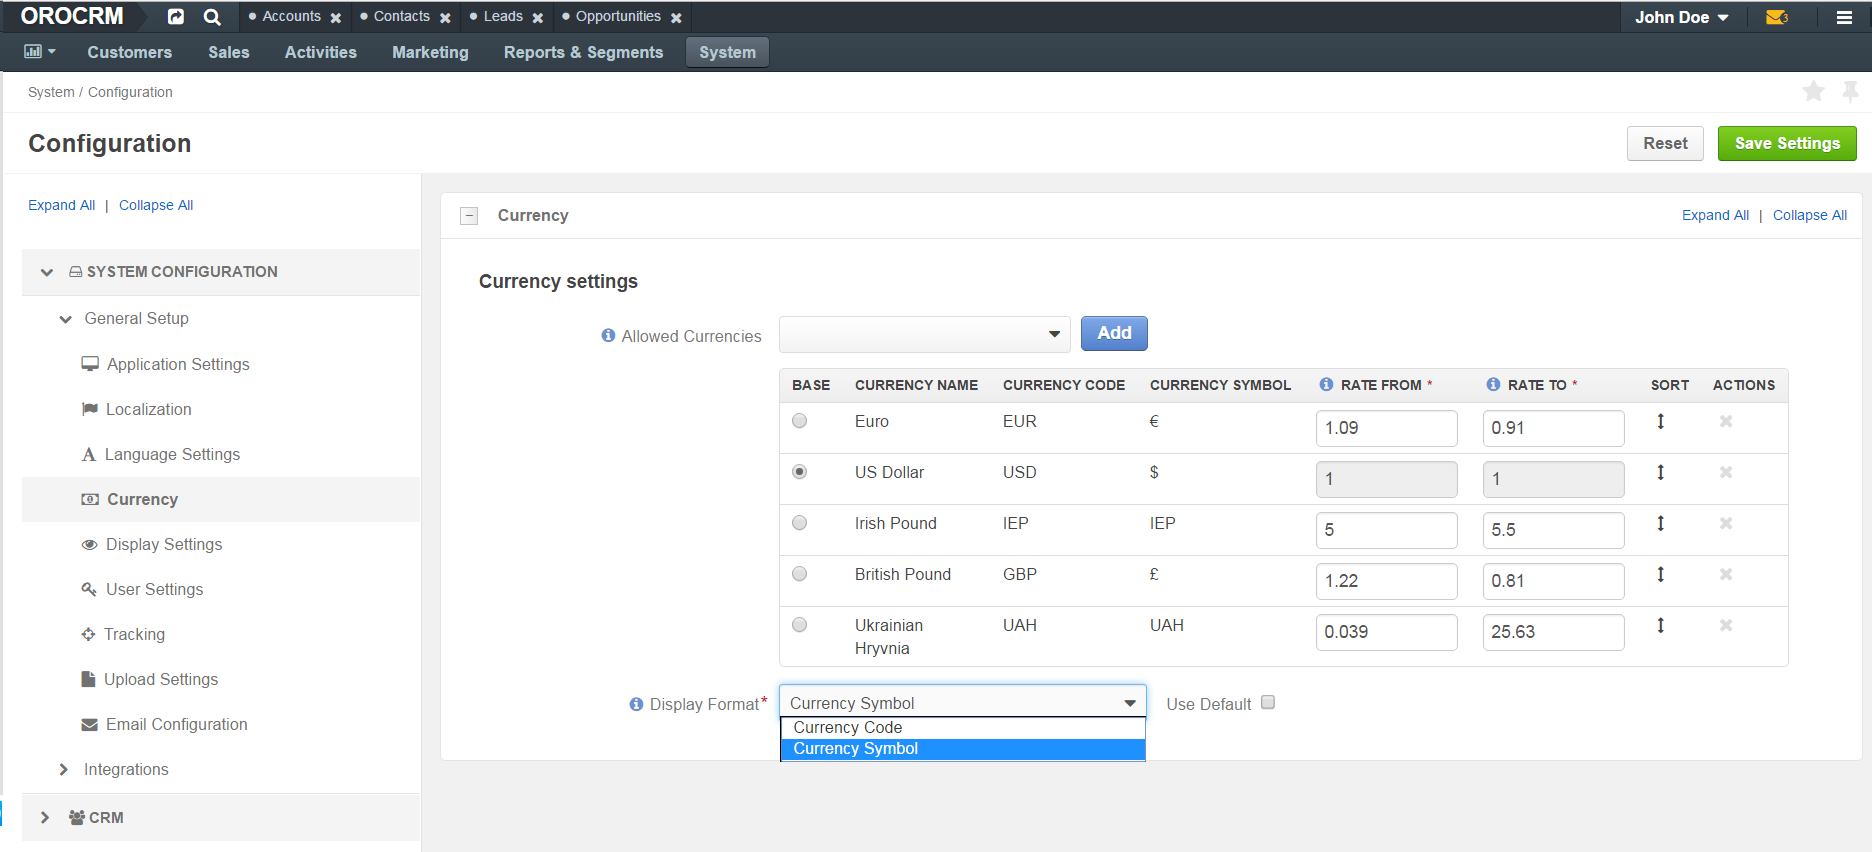 OROCRM
Accounts
Contacts
Leads
Opportunities
John Doe
3
Customers
Sales
Activities
Marketing
Reports & Segments
System
System / Configuration
Configuration
Reset
Save Settings
Expand All | Collapse All
SYSTEM CONFIGURATION
General Setup
Application Settings
Localization
Language Settings
Currency
Display Settings
User Settings
Tracking
Upload Settings
Email Configuration
Integrations
CRM
Currency
Expand All | Collapse All
Currency settings
Allowed Currencies
Add
BASE CURRENCY NAME CURRENCY CODE CURRENCY SYMBOL RATE FROM * RATE TO * SORT ACTIONS
Euro EUR € 1.09 0.91
US Dollar USD $ 1 1
Irish Pound IEP IEP 5 5.5
British Pound GBP £ 1.22 0.81
Ukrainian UAH UAH 0.039 25.63
Hryvnia
Display Format* Currency Symbol Use Default
Currency Code
Currency Symbol